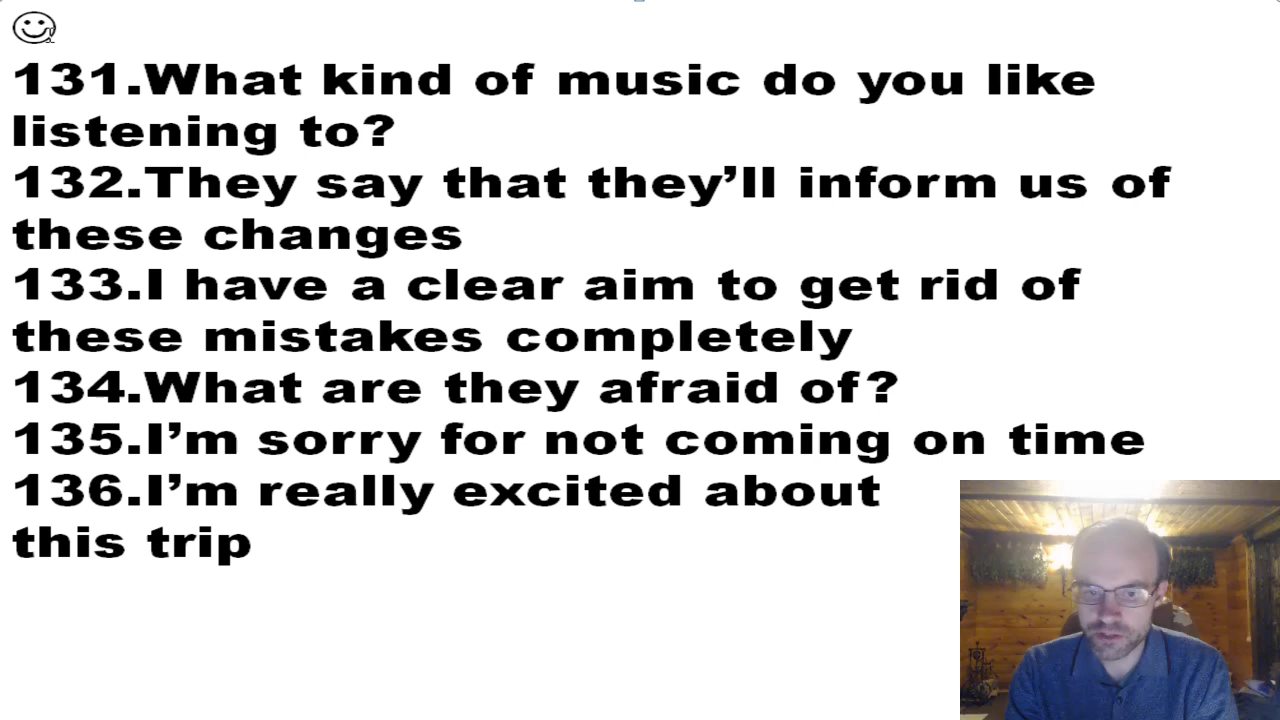 131.What kind of music do you like
listening to?
132.They say that they’ll inform us of
these changes
133.I have a clear aim to get rid of
these mistakes completely
134.What are they afraid of?
135.I’m sorry for not coming on time
136.I’m really excited about
this trip